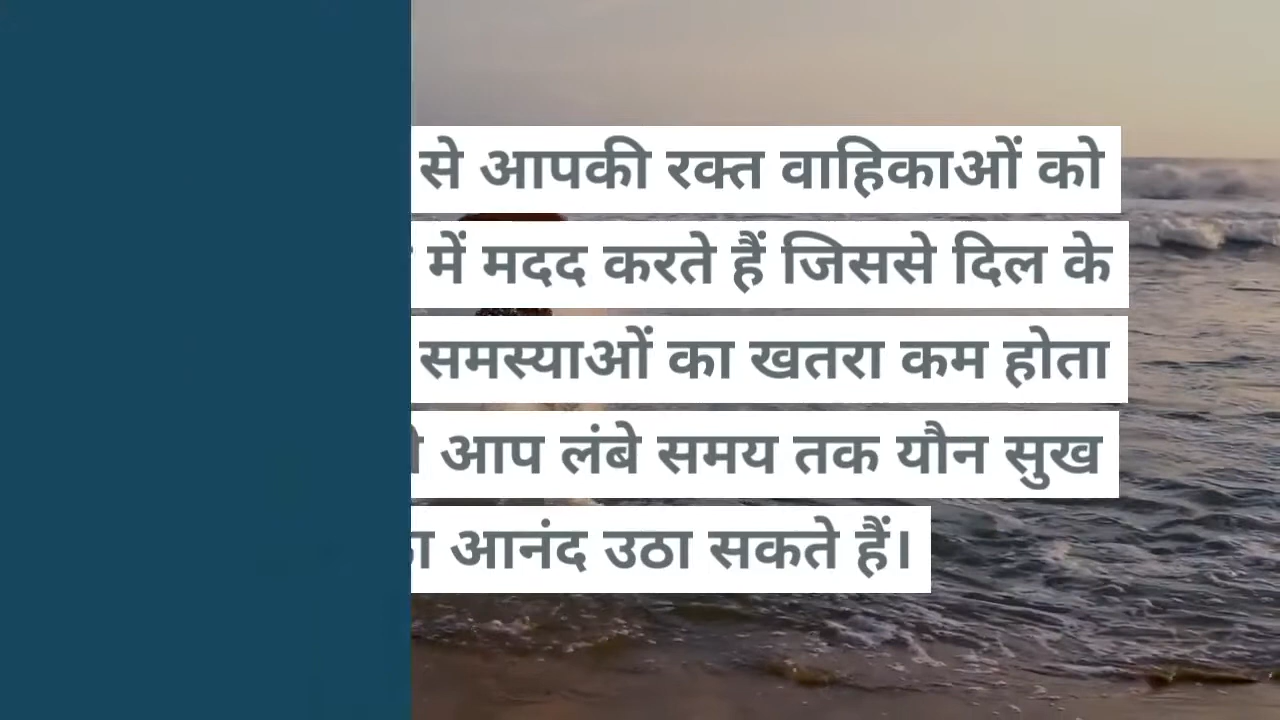 से आपकी रक्त वाहिकाओं को
में मदद करते हैं जिससे दिल के
समस्याओं का खतरा कम होता
आप लंबे समय तक यौन सुख
आनंद उठा सकते हैं।